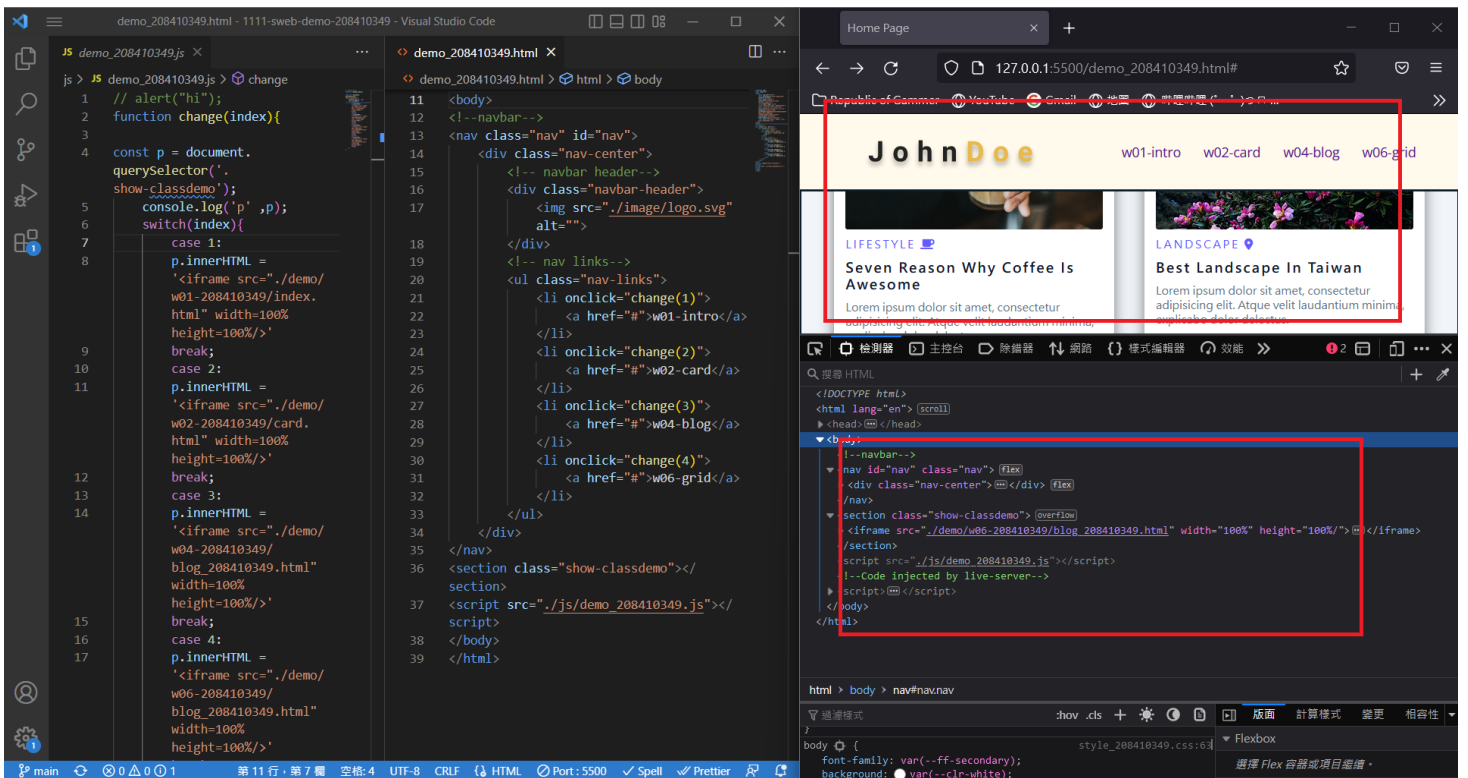 demo_208410349.html - 1111-sweb-demo-208410349 - Visual Studio Code
JS demo_208410349.js ×
js > JS demo_208410349.js > change
1 // alert("hi");
2 function change(index){
3
4 const p = document.
querySelector('.
show-classdemo');
5 console.log('p' ,p);
6 switch(index){
7 case 1:
8 p.innerHTML =
'<iframe src="./demo/
w01-208410349/index.
html" width=100%
height=100%/>'
9 break;
10 case 2:
11 p.innerHTML =
'<iframe src="./demo/
w02-208410349/card.
html" width=100%
height=100%/>'
12 break;
13 case 3:
14 p.innerHTML =
'<iframe src="./demo/
w04-208410349/
blog_208410349.html"
width=100%
height=100%/>'
15 break;
16 case 4:
17 p.innerHTML =
'<iframe src="./demo/
w06-208410349/
blog_208410349.html"
width=100%
height=100%/>'
demo_208410349.html ×
demo_208410349.html > html > body
11 <body>
12 <!--navbar-->
13 <nav class="nav" id="nav">
14 <div class="nav-center">
15 <!-- navbar header-->
16 <div class="navbar-header">
17 <img src="./image/logo.svg"
alt="">
18 </div>
19 <!-- nav links-->
20 <ul class="nav-links">
21 <li onclick="change(1)">
22 <a href="#">w01-intro</a>
23 </li>
24 <li onclick="change(2)">
25 <a href="#">w02-card</a>
26 </li>
27 <li onclick="change(3)">
28 <a href="#">w04-blog</a>
29 </li>
30 <li onclick="change(4)">
31 <a href="#">w06-grid</a>
32 </li>
33 </ul>
34 </div>
35 </nav>
36 <section class="show-classdemo"></
section>
37 <script src="./js/demo_208410349.js"></
script>
38 </body>
39 </html>
main 0 0 1 第 11 行，第 7 欄 空格: 4 UTF-8 CRLF HTML Port : 5500 Spell Prettier
Home Page
127.0.0.1:5500/demo_208410349.html#
Republic of Gammer YouTube Gmail 地圖
JohnDoe w01-intro w02-card w04-blog w06-grid
LIFESTYLE
Seven Reason Why Coffee Is
Awesome
Lorem ipsum dolor sit amet, consectetur
adipisicing elit. Atque velit laudantium minima,
LANDSCAPE
Best Landscape In Taiwan
Lorem ipsum dolor sit amet, consectetur
adipisicing elit. Atque velit laudantium minima,
explicabo dolor delectus.
檢測器 主控台 除錯器 網路 樣式編輯器 效能 2
搜尋 HTML
<!DOCTYPE html>
<html lang="en"> scroll
<head></head>
<body>
<!--navbar-->
<nav id="nav" class="nav"> flex
<div class="nav-center"></div> flex
</nav>
<section class="show-classdemo"> overflow
<iframe src="./demo/w06-208410349/blog_208410349.html" width="100%" height="100%/"></iframe>
</section>
<script src="./js/demo_208410349.js"></script>
<!--Code injected by live-server-->
<script></script>
</body>
</html>
html > body > nav#nav.nav
過濾樣式 :hov .cls
}
body { style_208410349.css:63
font-family: var(--ff-secondary);
background: var(--clr-white);
版面 計算樣式 變更 相容性
Flexbox
選擇 Flex 容器或項目繼續。